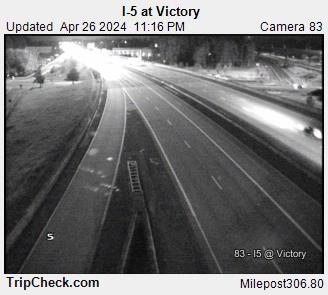 I-5 at Victory
Updated Apr 26 2024 11:16 PM Camera 83
S
83 - I5 @ Victory
TripCheck.com Milepost306.80